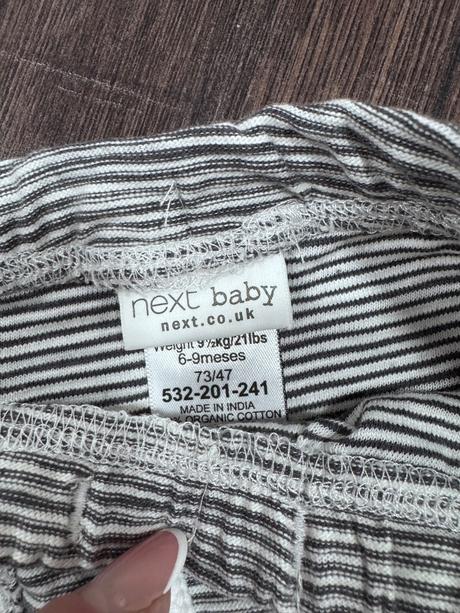 next baby
next.co.uk
Weight 9½kg/21lbs
6-9meses
73/47
532-201-241
MADE IN INDIA
ORGANIC COTTON